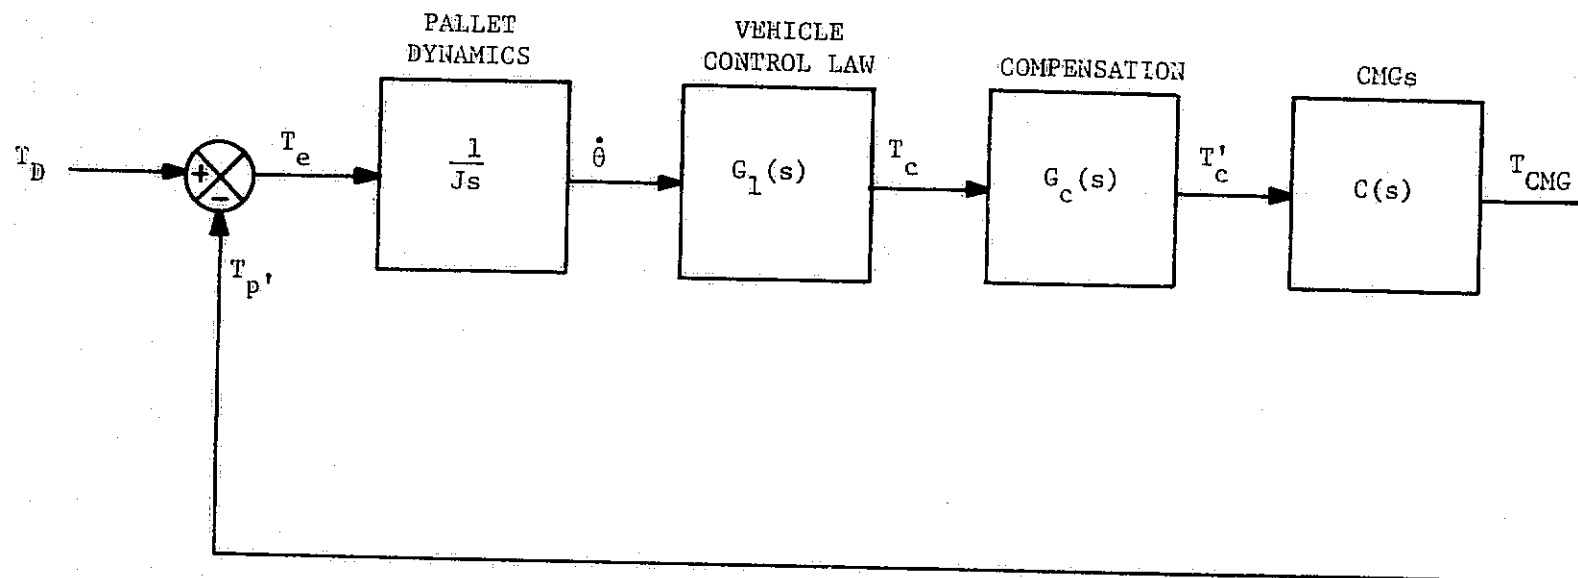 PALLET
DYNAMICS
VEHICLE
CONTROL LAW
COMPENSATION
CMGs
T_D
+
-
T_e
1
Js
θ̇
G_1(s)
T_c
G_c(s)
T'_c
C(s)
T_CMG
T_p'